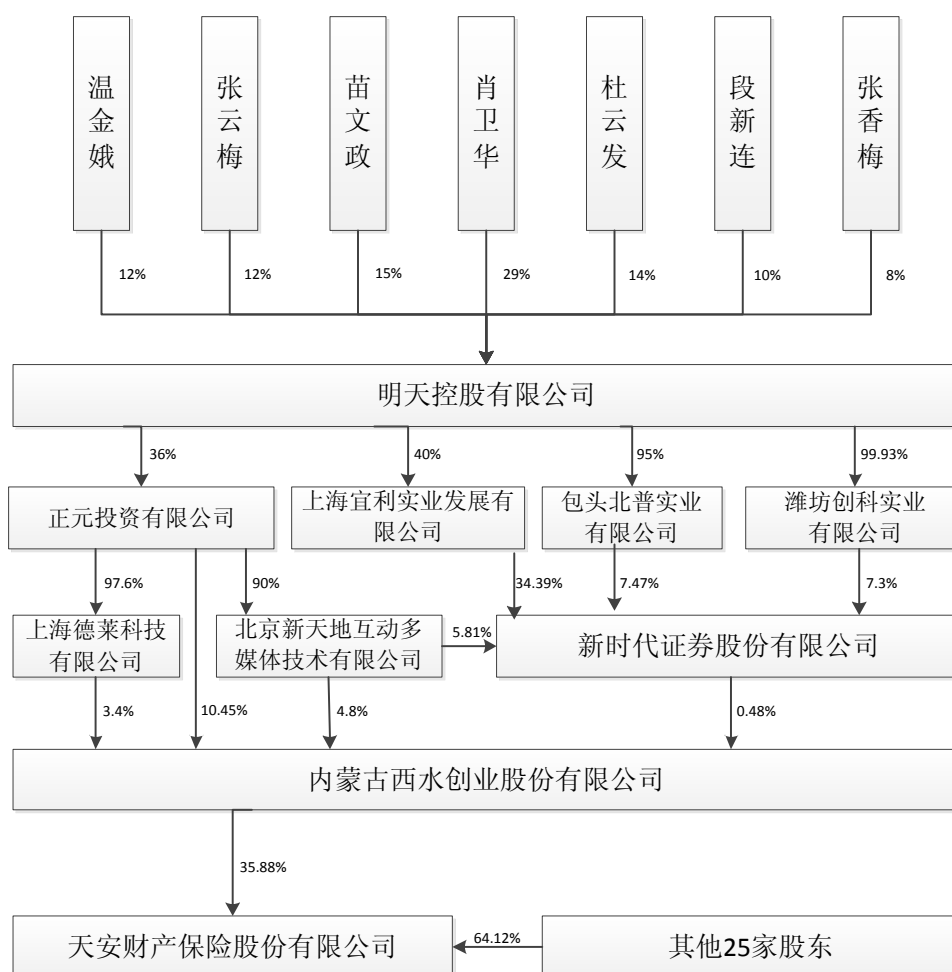 温金娥
张云梅
苗文政
肖卫华
杜云发
段新连
张香梅
12%
12%
15%
29%
14%
10%
8%
明天控股有限公司
36%
40%
95%
99.93%
正元投资有限公司
上海宜利实业发展有
限公司
包头北普实业
有限公司
潍坊创科实业
有限公司
97.6%
90%
34.39%
7.47%
7.3%
上海德莱科技
有限公司
北京新天地互动多
媒体技术有限公司
5.81%
新时代证券股份有限公司
3.4%
10.45%
4.8%
0.48%
内蒙古西水创业股份有限公司
35.88%
天安财产保险股份有限公司
64.12%
其他25家股东